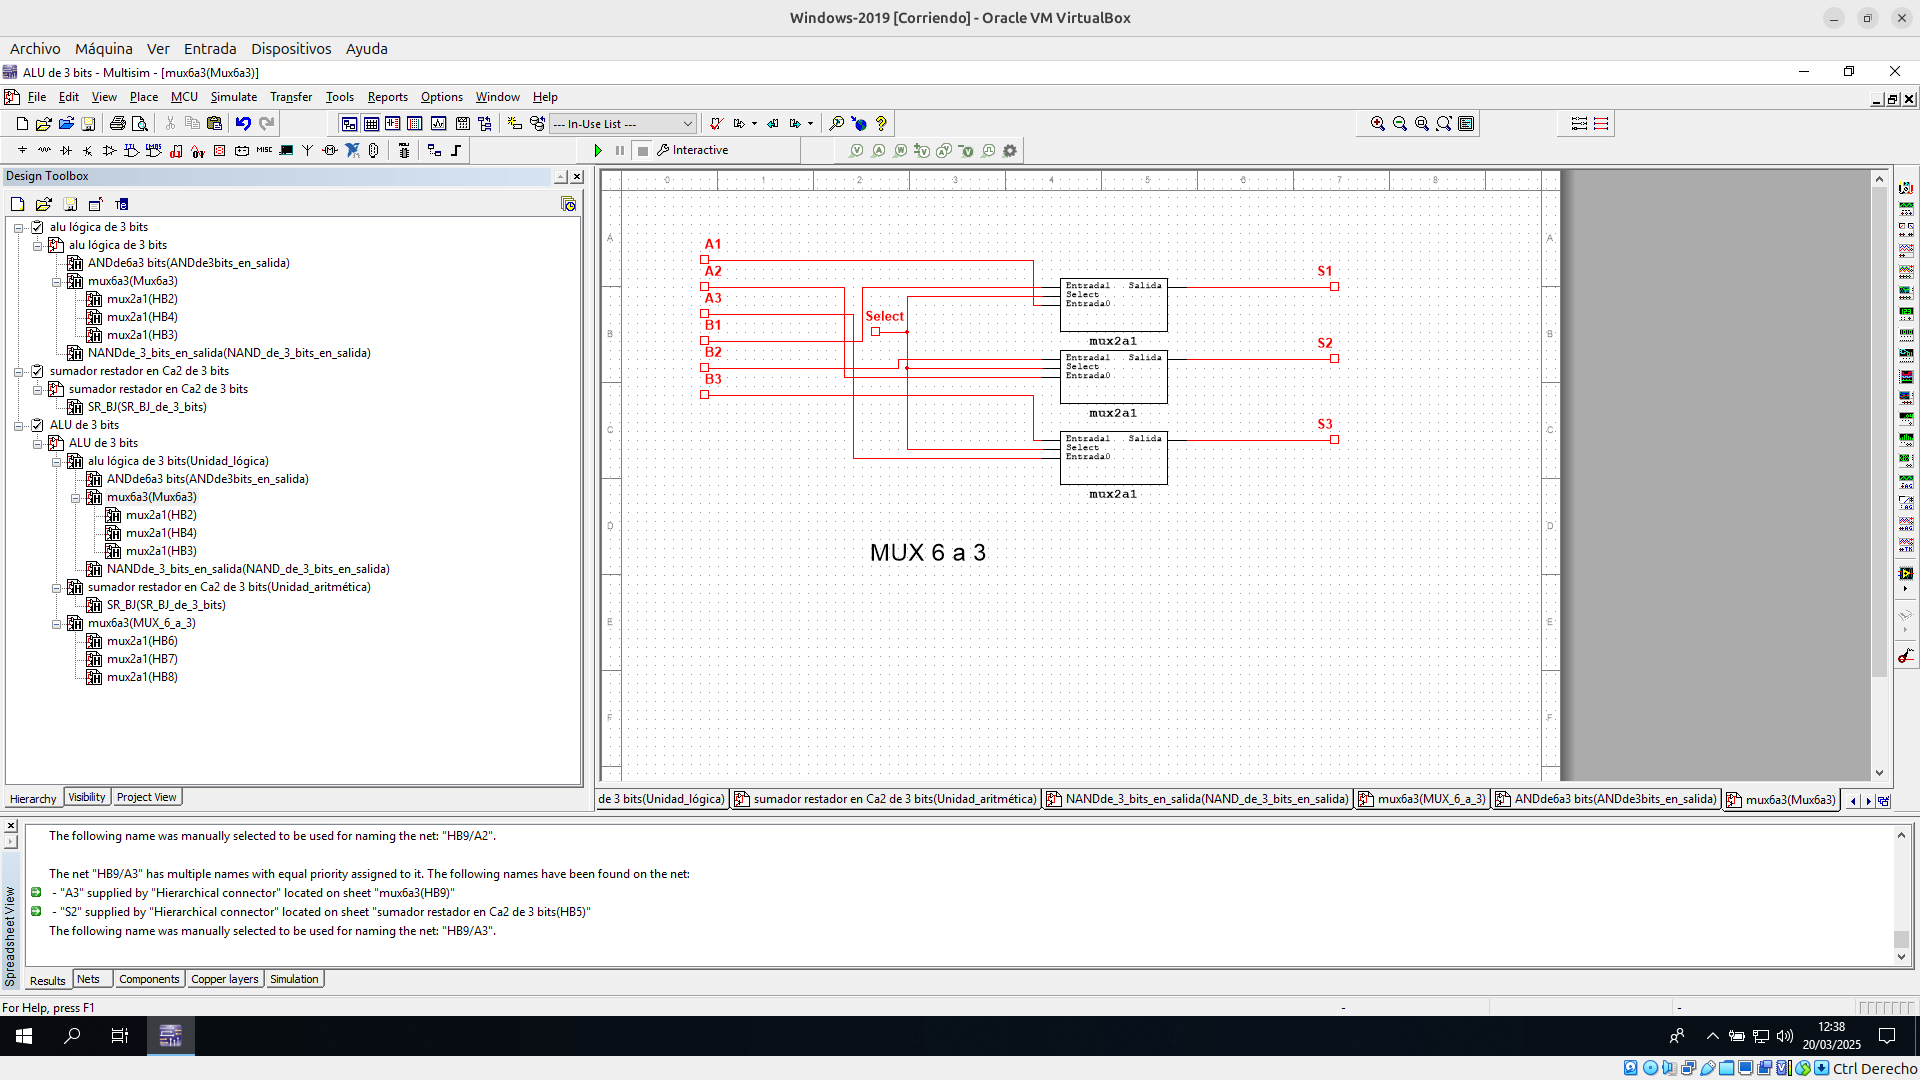 Windows-2019 [Corriendo] - Oracle VM VirtualBox
Archivo Máquina Ver Entrada Dispositivos Ayuda
ALU de 3 bits - Multisim - [mux6a3(Mux6a3)]
File Edit View Place MCU Simulate Transfer Tools Reports Options Window Help
--- In-Use List ---
MISC
Interactive
Design Toolbox
alu lógica de 3 bits
alu lógica de 3 bits
ANDde6a3 bits(ANDde3bits_en_salida)
mux6a3(Mux6a3)
mux2a1(HB2)
mux2a1(HB4)
mux2a1(HB3)
NANDde_3_bits_en_salida(NAND_de_3_bits_en_salida)
sumador restador en Ca2 de 3 bits
sumador restador en Ca2 de 3 bits
SR_BJ(SR_BJ_de_3_bits)
ALU de 3 bits
ALU de 3 bits
alu lógica de 3 bits(Unidad_lógica)
ANDde6a3 bits(ANDde3bits_en_salida)
mux6a3(Mux6a3)
mux2a1(HB2)
mux2a1(HB4)
mux2a1(HB3)
NANDde_3_bits_en_salida(NAND_de_3_bits_en_salida)
sumador restador en Ca2 de 3 bits(Unidad_aritmética)
SR_BJ(SR_BJ_de_3_bits)
mux6a3(MUX_6_a_3)
mux2a1(HB6)
mux2a1(HB7)
mux2a1(HB8)
Hierarchy Visibility Project View
0 1 2 3 4 5 6 7 8
A A
B B
C C
D D
E E
F F
A1
A2
A3
B1
B2
B3
Select
Entrada1 Salida
Select
Entrada0
mux2a1
Entrada1 Salida
Select
Entrada0
mux2a1
Entrada1 Salida
Select
Entrada0
mux2a1
S1
S2
S3
MUX 6 a 3
de 3 bits(Unidad_lógica) sumador restador en Ca2 de 3 bits(Unidad_aritmética) NANDde_3_bits_en_salida(NAND_de_3_bits_en_salida) mux6a3(MUX_6_a_3) ANDde6a3 bits(ANDde3bits_en_salida) mux6a3(Mux6a3)
Spreadsheet View
The following name was manually selected to be used for naming the net: "HB9/A2".
The net "HB9/A3" has multiple names with equal priority assigned to it. The following names have been found on the net:
- "A3" supplied by "Hierarchical connector" located on sheet "mux6a3(HB9)"
- "S2" supplied by "Hierarchical connector" located on sheet "sumador restador en Ca2 de 3 bits(HB5)"
The following name was manually selected to be used for naming the net: "HB9/A3".
Results Nets Components Copper layers Simulation
For Help, press F1 - -
12:38
20/03/2025
Ctrl Derecho